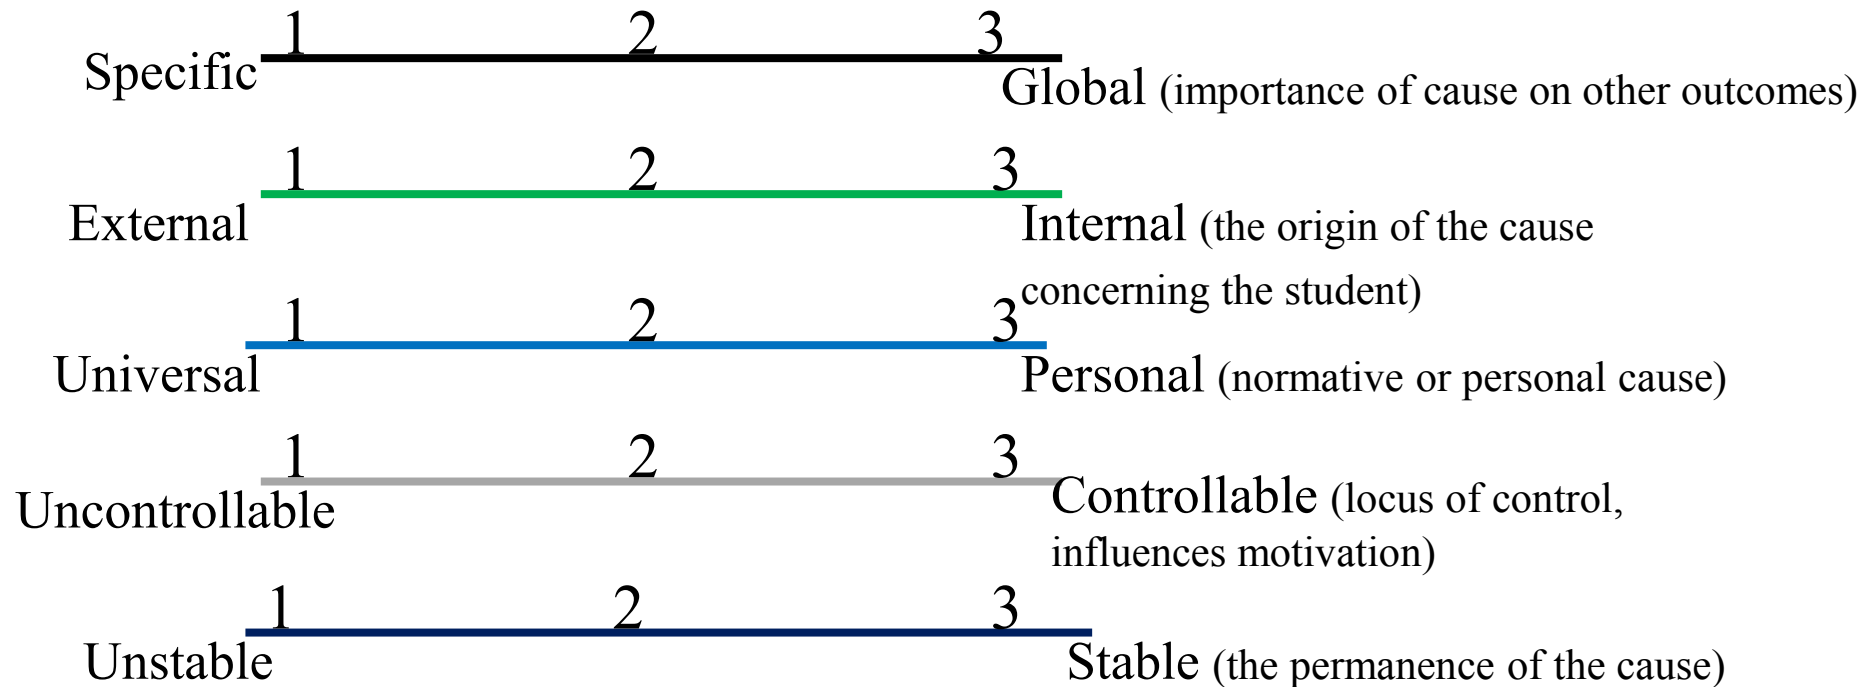 1 2 3
Specific Global (importance of cause on other outcomes)
1 2 3
External Internal (the origin of the cause
concerning the student)
1 2 3
Universal Personal (normative or personal cause)
1 2 3
Uncontrollable Controllable (locus of control,
influences motivation)
1 2 3
Unstable Stable (the permanence of the cause)